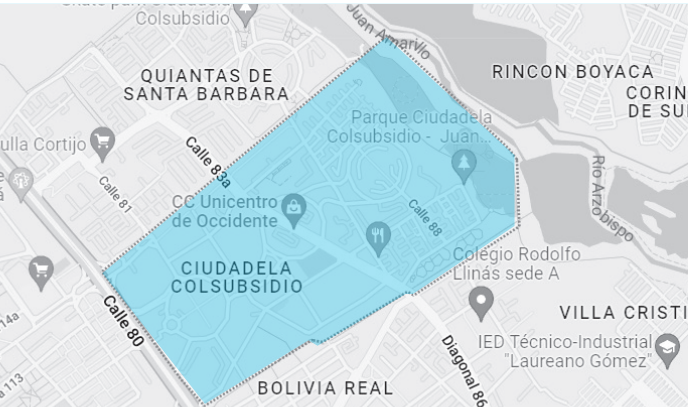 Colsubsidio
Juan Amarillo
QUIANTAS DE
SANTA BARBARA
RINCON BOYACA
CORIN
DE SU
Parque Ciudadela
Colsubsidio - Juan...
ulla Cortijo
Calle 83a
Calle 81
Río Arzobispo
CC Unicentro
de Occidente
Calle 88
Colegio Rodolfo
Llinás sede A
CIUDADELA
COLSUBSIDIO
Calle 80
VILLA CRISTI
14a
IED Técnico-Industrial
"Laureano Gómez"
Diagonal 86
a 113
BOLIVIA REAL